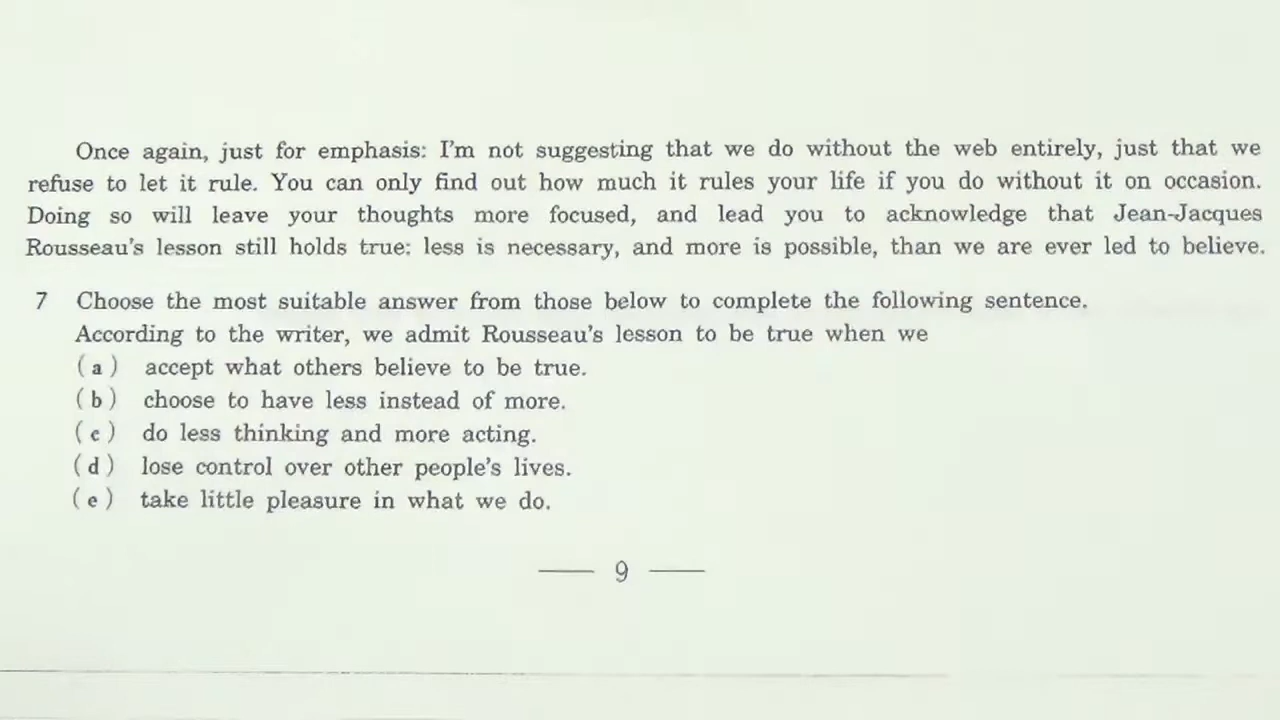 Once again, just for emphasis: I'm not suggesting that we do without the web entirely, just that we
refuse to let it rule. You can only find out how much it rules your life if you do without it on occasion.
Doing so will leave your thoughts more focused, and lead you to acknowledge that Jean-Jacques
Rousseau's lesson still holds true: less is necessary, and more is possible, than we are ever led to believe.
7 Choose the most suitable answer from those below to complete the following sentence.
According to the writer, we admit Rousseau's lesson to be true when we
(a) accept what others believe to be true.
(b) choose to have less instead of more.
(c) do less thinking and more acting.
(d) lose control over other people's lives.
(e) take little pleasure in what we do.
— 9 —